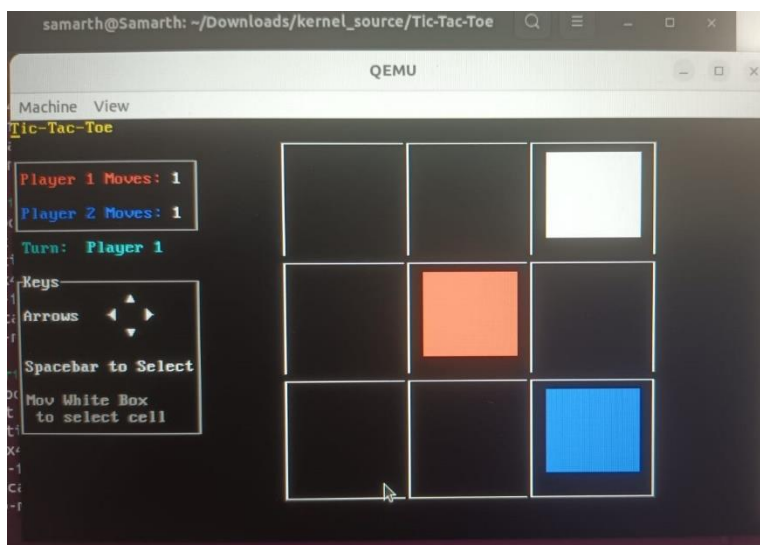 samarth@Samarth: ~/Downloads/kernel_source/Tic-Tac-Toe
QEMU
Machine View
Tic-Tac-Toe
Player 1 Moves: 1
Player 2 Moves: 1
Turn: Player 1
Keys
Arrows
Spacebar to Select
Mov White Box
to select cell